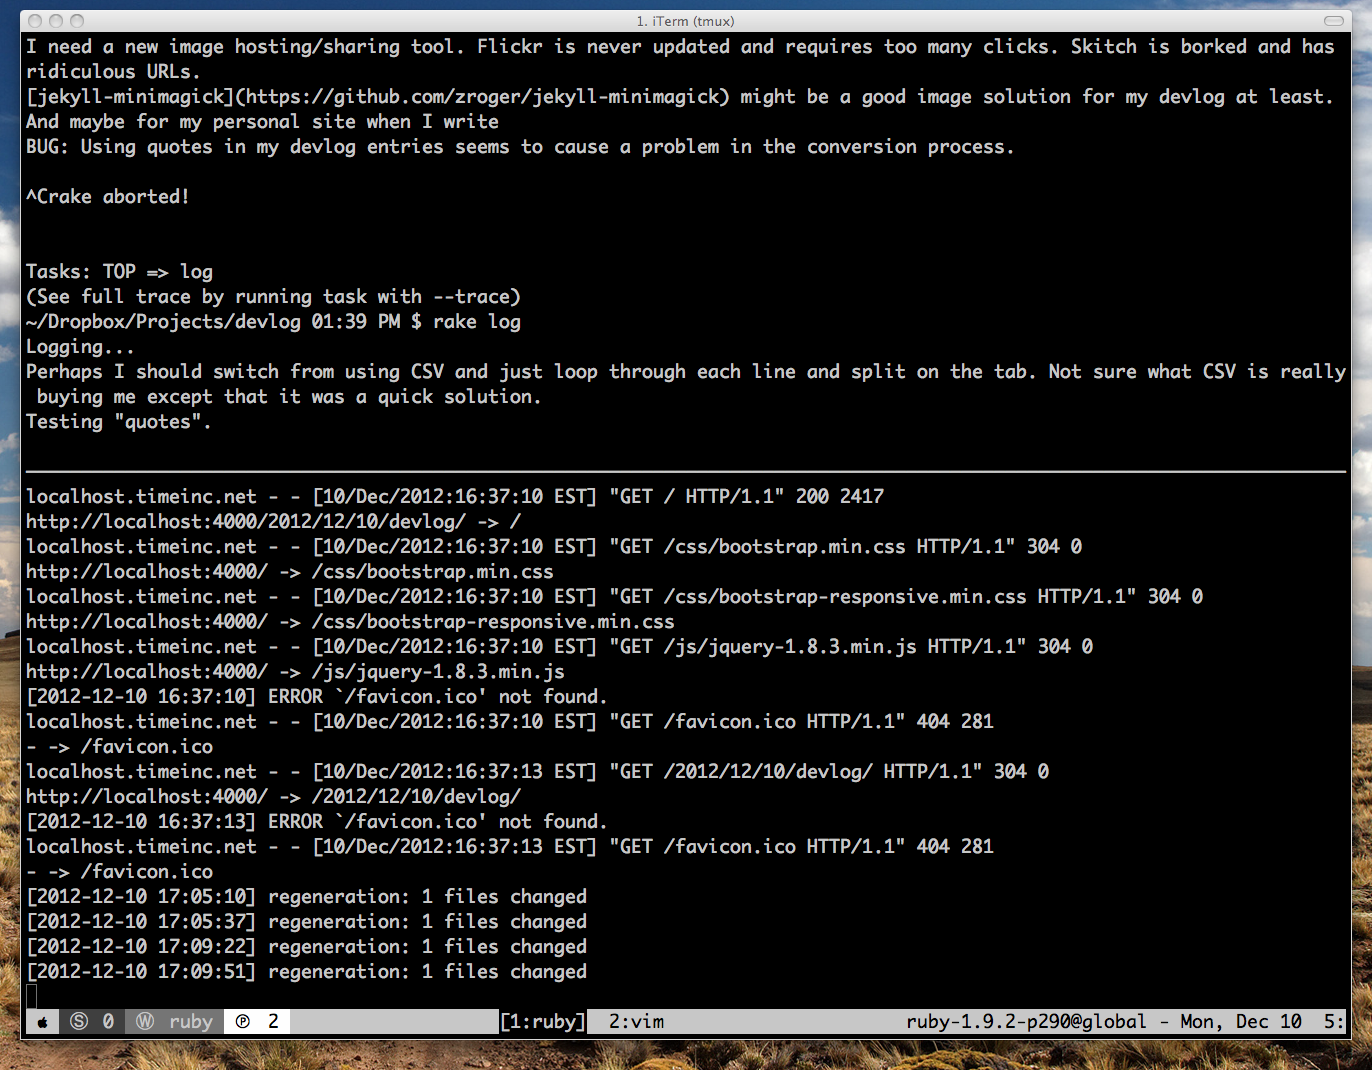 1. iTerm (tmux)
I need a new image hosting/sharing tool. Flickr is never updated and requires too many clicks. Skitch is borked and has
ridiculous URLs.
[jekyll-minimagick](https://github.com/zroger/jekyll-minimagick) might be a good image solution for my devlog at least.
And maybe for my personal site when I write
BUG: Using quotes in my devlog entries seems to cause a problem in the conversion process.
^Crake aborted!
Tasks: TOP => log
(See full trace by running task with --trace)
~/Dropbox/Projects/devlog 01:39 PM $ rake log
Logging...
Perhaps I should switch from using CSV and just loop through each line and split on the tab. Not sure what CSV is really
buying me except that it was a quick solution.
Testing "quotes".
localhost.timeinc.net - - [10/Dec/2012:16:37:10 EST] "GET / HTTP/1.1" 200 2417
http://localhost:4000/2012/12/10/devlog/ -> /
localhost.timeinc.net - - [10/Dec/2012:16:37:10 EST] "GET /css/bootstrap.min.css HTTP/1.1" 304 0
http://localhost:4000/ -> /css/bootstrap.min.css
localhost.timeinc.net - - [10/Dec/2012:16:37:10 EST] "GET /css/bootstrap-responsive.min.css HTTP/1.1" 304 0
http://localhost:4000/ -> /css/bootstrap-responsive.min.css
localhost.timeinc.net - - [10/Dec/2012:16:37:10 EST] "GET /js/jquery-1.8.3.min.js HTTP/1.1" 304 0
http://localhost:4000/ -> /js/jquery-1.8.3.min.js
[2012-12-10 16:37:10] ERROR `/favicon.ico' not found.
localhost.timeinc.net - - [10/Dec/2012:16:37:10 EST] "GET /favicon.ico HTTP/1.1" 404 281
- -> /favicon.ico
localhost.timeinc.net - - [10/Dec/2012:16:37:13 EST] "GET /2012/12/10/devlog/ HTTP/1.1" 304 0
http://localhost:4000/ -> /2012/12/10/devlog/
[2012-12-10 16:37:13] ERROR `/favicon.ico' not found.
localhost.timeinc.net - - [10/Dec/2012:16:37:13 EST] "GET /favicon.ico HTTP/1.1" 404 281
- -> /favicon.ico
[2012-12-10 17:05:10] regeneration: 1 files changed
[2012-12-10 17:05:37] regeneration: 1 files changed
[2012-12-10 17:09:22] regeneration: 1 files changed
[2012-12-10 17:09:51] regeneration: 1 files changed
Ⓢ 0 Ⓦ ruby Ⓟ 2 [1:ruby] 2:vim ruby-1.9.2-p290@global - Mon, Dec 10 5: